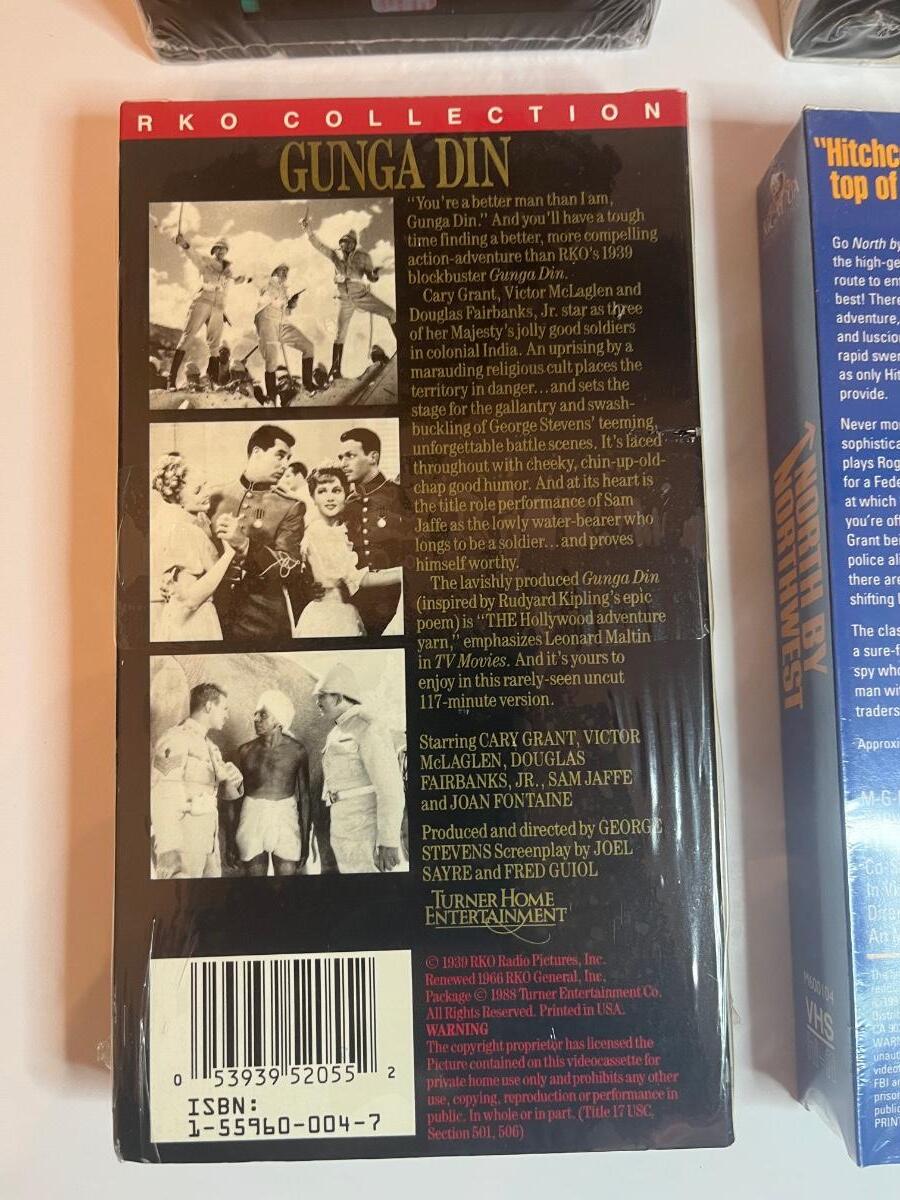 RKO COLLECTION
GUNGA DIN
"You're a better man than I am,
Gunga Din." And you'll have a tough
time finding a better, more compelling
action-adventure than RKO's 1939
blockbuster Gunga Din.
Cary Grant, Victor McLaglen and
Douglas Fairbanks, Jr. star as three
of her Majesty's jolly good soldiers
in colonial India. An uprising by a
marauding religious cult places the
territory in danger...and sets the
stage for the gallantry and swash-
buckling of George Stevens' teeming,
unforgettable battle scenes. It's laced
throughout with cheeky, chin-up-old-
chap good humor. And at its heart is
the title role performance of Sam
Jaffe as the lowly water-bearer who
longs to be a soldier...and proves
himself worthy.
The lavishly produced Gunga Din
(inspired by Rudyard Kipling's epic
poem) is "THE Hollywood adventure
yarn," emphasizes Leonard Maltin
in TV Movies. And it's yours to
enjoy in this rarely-seen uncut
117-minute version.
Starring CARY GRANT, VICTOR
McLAGLEN, DOUGLAS
FAIRBANKS, JR., SAM JAFFE
and JOAN FONTAINE
Produced and directed by GEORGE
STEVENS Screenplay by JOEL
SAYRE and FRED GUIOL
TURNER HOME
ENTERTAINMENT
© 1939 RKO Radio Pictures, Inc.
Renewed 1966 RKO General, Inc.
Package © 1988 Turner Entertainment Co.
All Rights Reserved. Printed in USA.
WARNING
The copyright proprietor has licensed the
Picture contained on this videocassette for
private home use only and prohibits any other
use, copying, reproduction or performance in
public. In whole or in part. (Title 17 USC,
Section 501, 506)
0 53939 52055 2
ISBN:
1-55960-004-7
NORTH BY
NORTHWEST
M600104
VHS
"Hitchc
top of
Go North by
the high-ge
route to en
best! There
adventure,
and luscio
rapid swer
as only Hit
provide.
Never mo
sophistica
plays Rog
for a Fede
at which
you're of
Grant bei
police al
there are
shifting
The clas
a sure-f
spy who
man wi
traders
Approxi
M-G-